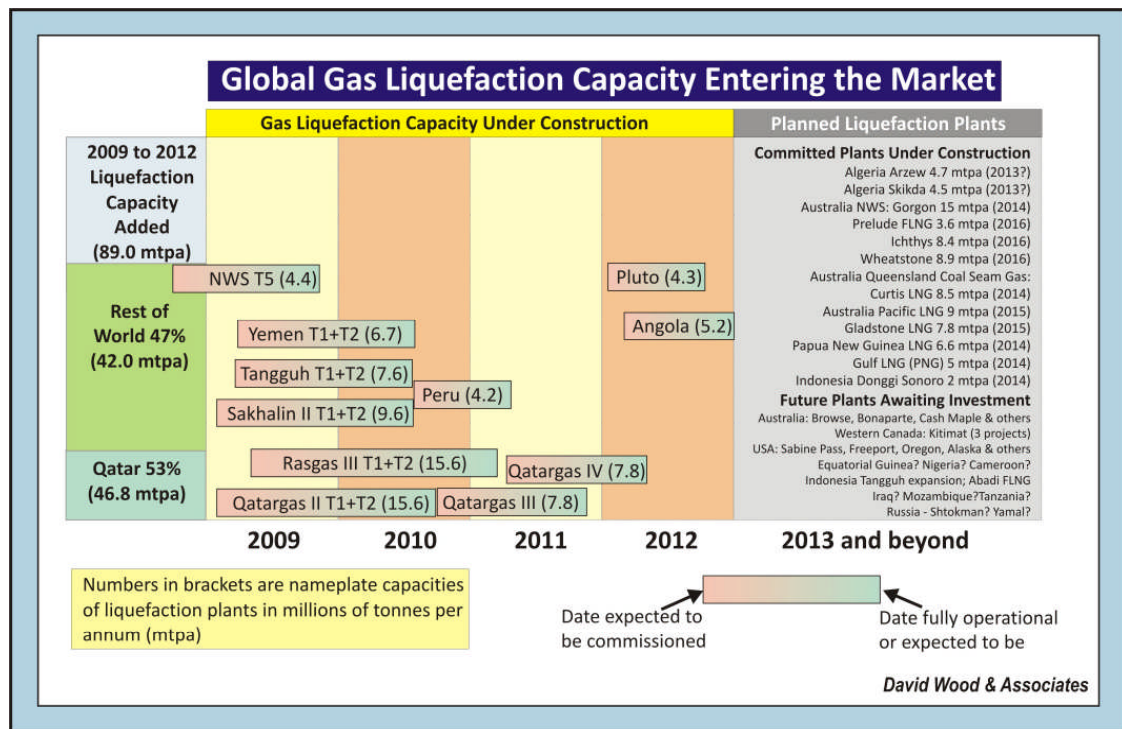 Global Gas Liquefaction Capacity Entering the Market
Gas Liquefaction Capacity Under Construction
Planned Liquefaction Plants
2009 to 2012
Liquefaction
Capacity
Added
(89.0 mtpa)
Rest of
World 47%
(42.0 mtpa)
Qatar 53%
(46.8 mtpa)
NWS T5 (4.4)
Pluto (4.3)
Yemen T1+T2 (6.7)
Angola (5.2)
Tangguh T1+T2 (7.6)
Peru (4.2)
Sakhalin II T1+T2 (9.6)
Rasgas III T1+T2 (15.6)
Qatargas IV (7.8)
Qatargas II T1+T2 (15.6)
Qatargas III (7.8)
Committed Plants Under Construction
Algeria Arzew 4.7 mtpa (2013?)
Algeria Skikda 4.5 mtpa (2013?)
Australia NWS: Gorgon 15 mtpa (2014)
Prelude FLNG 3.6 mtpa (2016)
Ichthys 8.4 mtpa (2016)
Wheatstone 8.9 mtpa (2016)
Australia Queensland Coal Seam Gas:
Curtis LNG 8.5 mtpa (2014)
Australia Pacific LNG 9 mtpa (2015)
Gladstone LNG 7.8 mtpa (2015)
Papua New Guinea LNG 6.6 mtpa (2014)
Gulf LNG (PNG) 5 mtpa (2014)
Indonesia Donggi Sonoro 2 mtpa (2014)
Future Plants Awaiting Investment
Australia: Browse, Bonaparte, Cash Maple & others
Western Canada: Kitimat (3 projects)
USA: Sabine Pass, Freeport, Oregon, Alaska & others
Equatorial Guinea? Nigeria? Cameroon?
Indonesia Tangguh expansion; Abadi FLNG
Iraq? Mozambique?Tanzania?
Russia - Shtokman? Yamal?
2009
2010
2011
2012
2013 and beyond
Numbers in brackets are nameplate capacities
of liquefaction plants in millions of tonnes per
annum (mtpa)
Date expected to
be commissioned
Date fully operational
or expected to be
David Wood & Associates